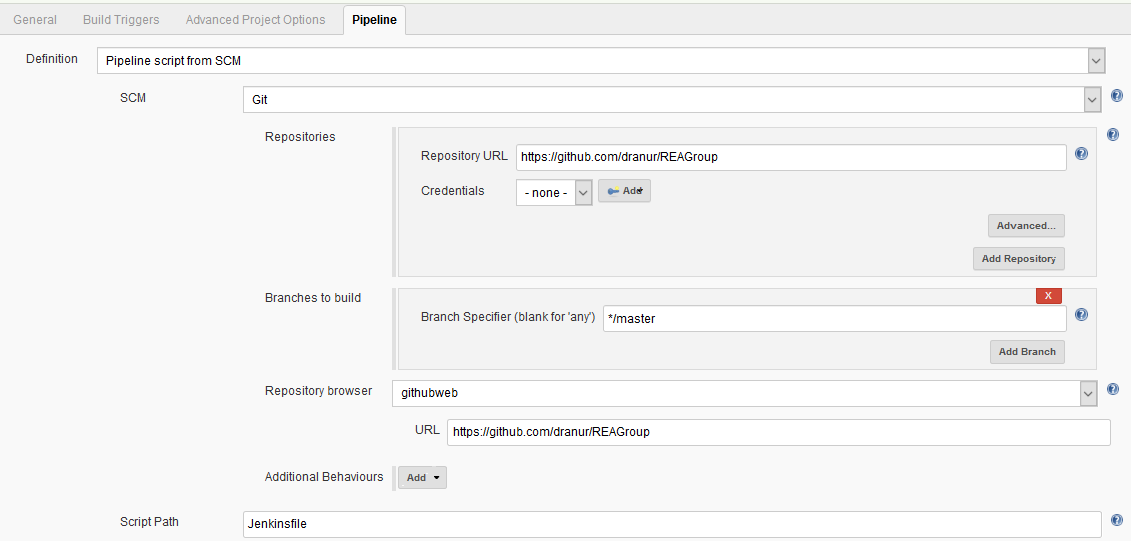 General Build Triggers Advanced Project Options Pipeline
Definition Pipeline script from SCM
SCM Git
Repositories
Repository URL https://github.com/dranur/REAGroup
Credentials - none - Add
Advanced...
Add Repository
Branches to build
X
Branch Specifier (blank for 'any') */master
Add Branch
Repository browser githubweb
URL https://github.com/dranur/REAGroup
Additional Behaviours Add
Script Path Jenkinsfile